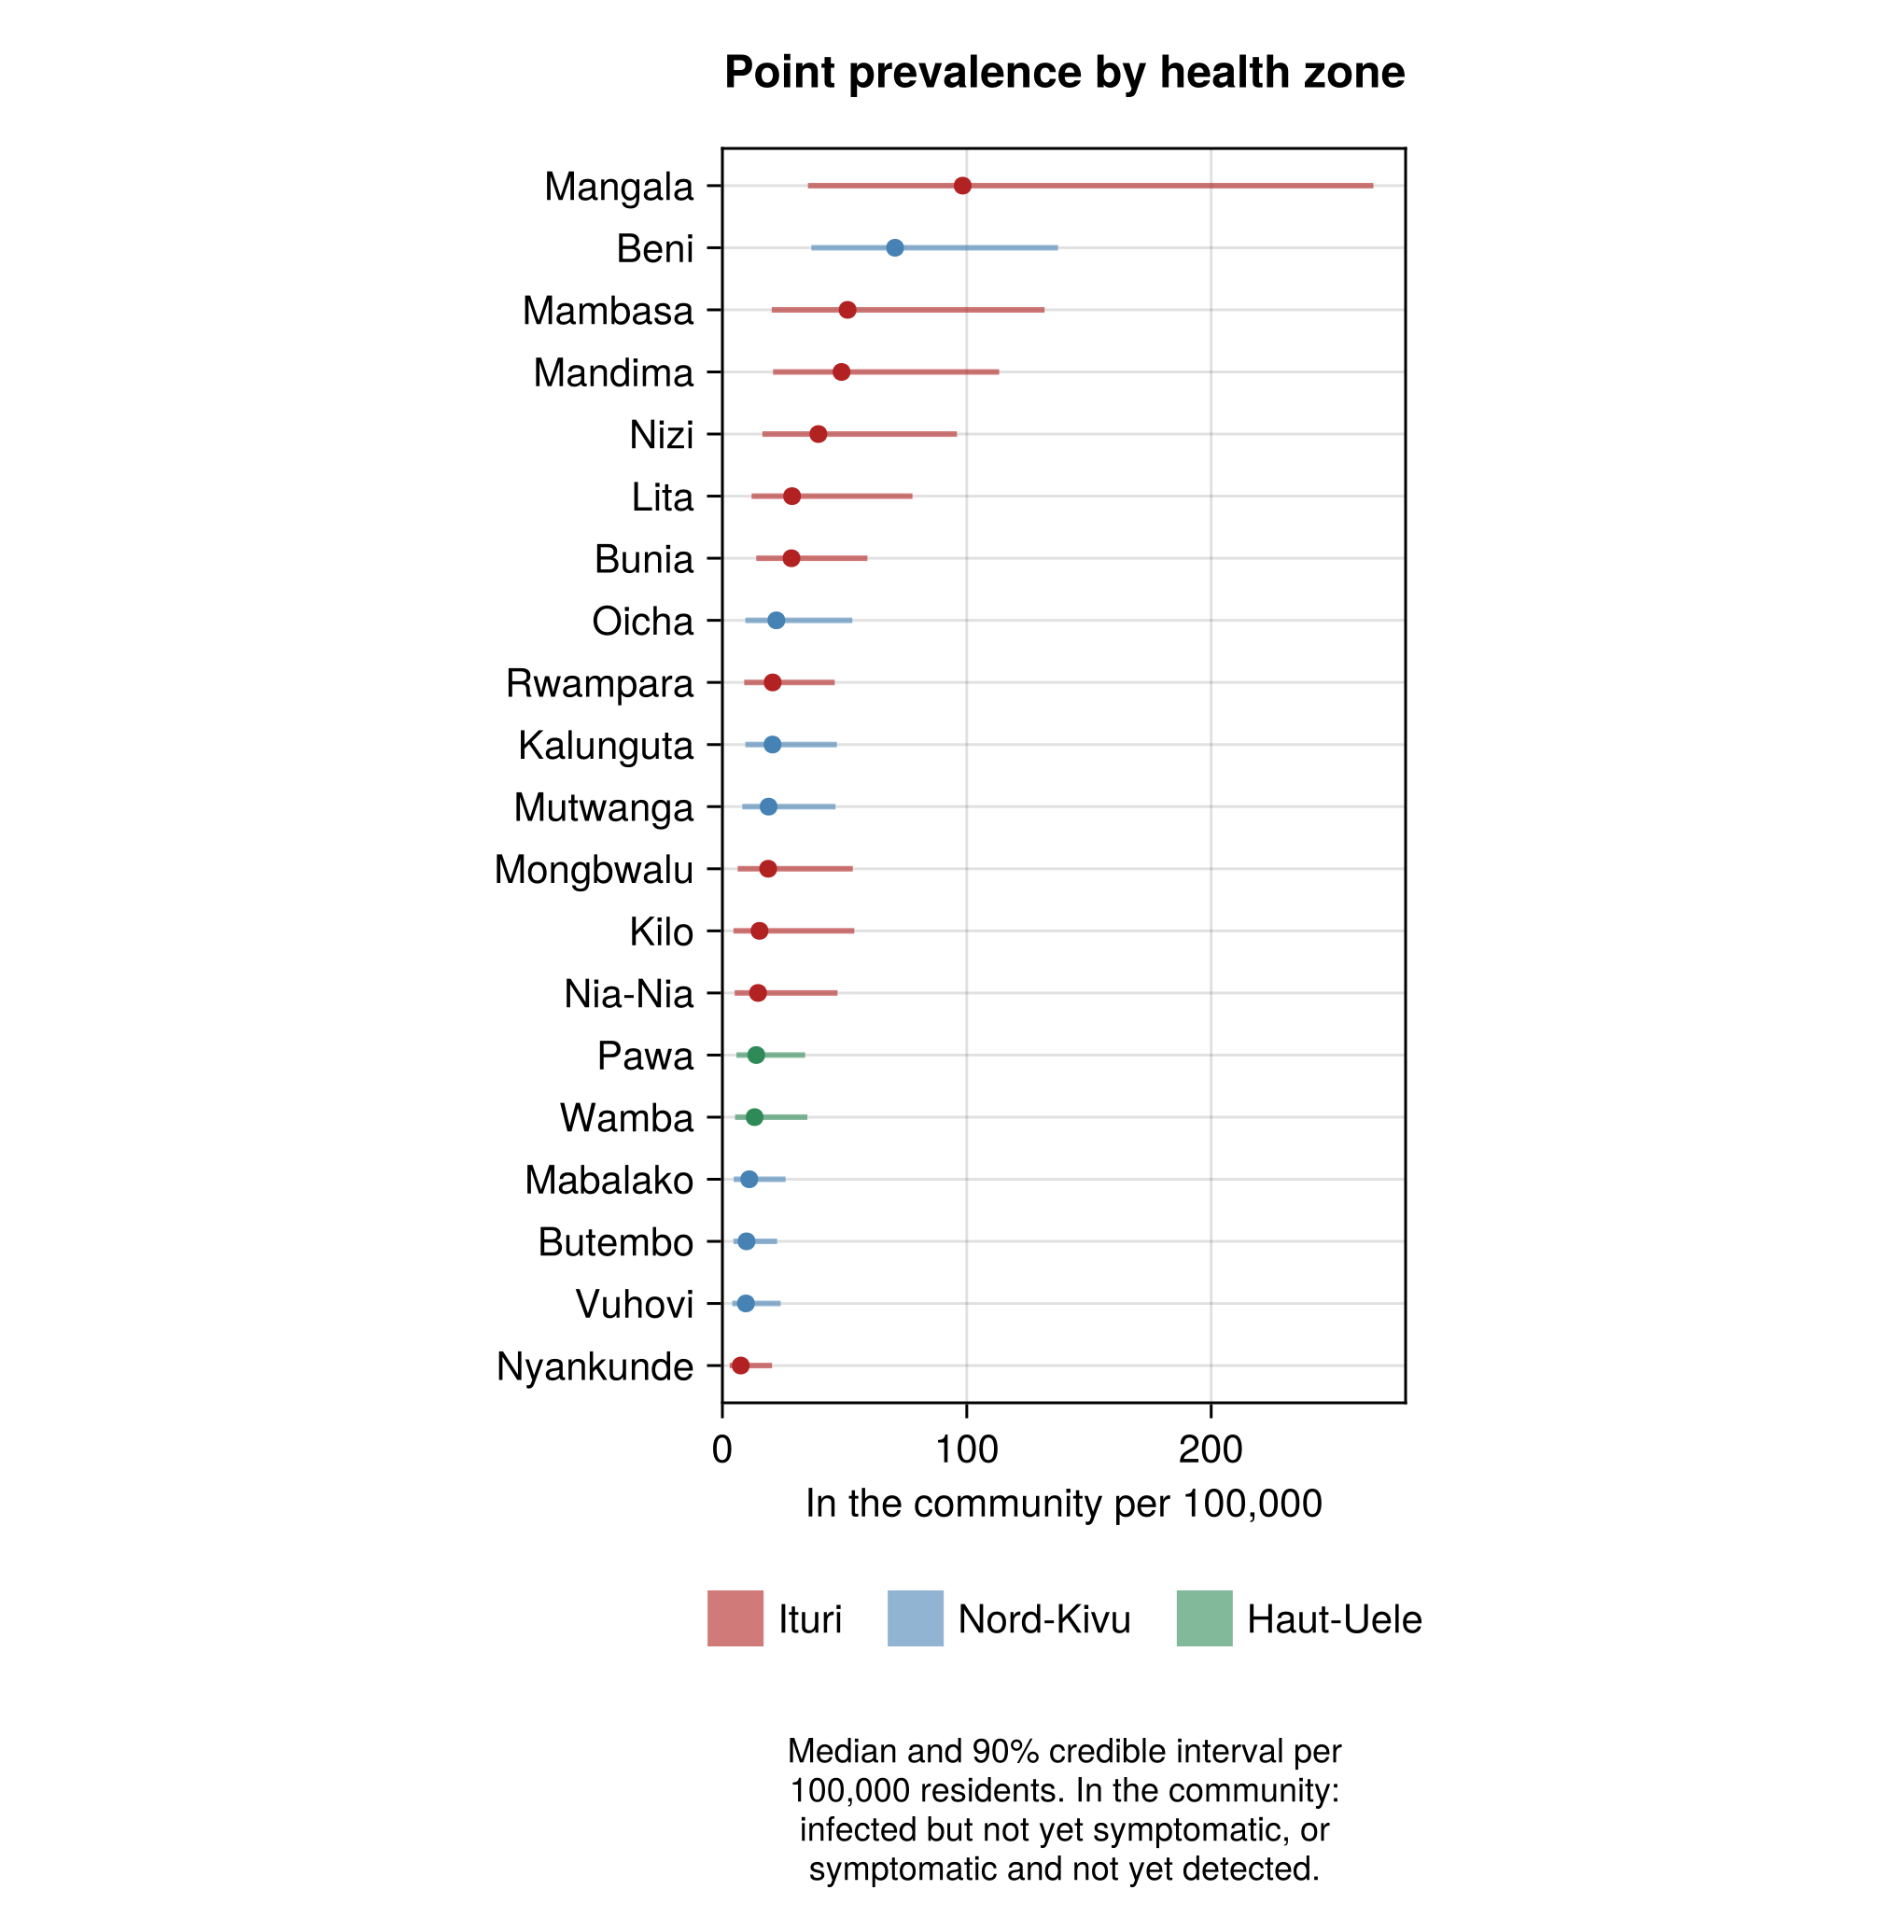 Point prevalence by health zone
Mangala
Beni
Mambasa
Mandima
Nizi
Lita
Bunia
Oicha
Rwampara
Kalunguta
Mutwanga
Mongbwalu
Kilo
Nia-Nia
Pawa
Wamba
Mabalako
Butembo
Vuhovi
Nyankunde
0 100 200
In the community per 100,000
Ituri Nord-Kivu Haut-Uele
Median and 90% credible interval per
100,000 residents. In the community:
infected but not yet symptomatic, or
symptomatic and not yet detected.